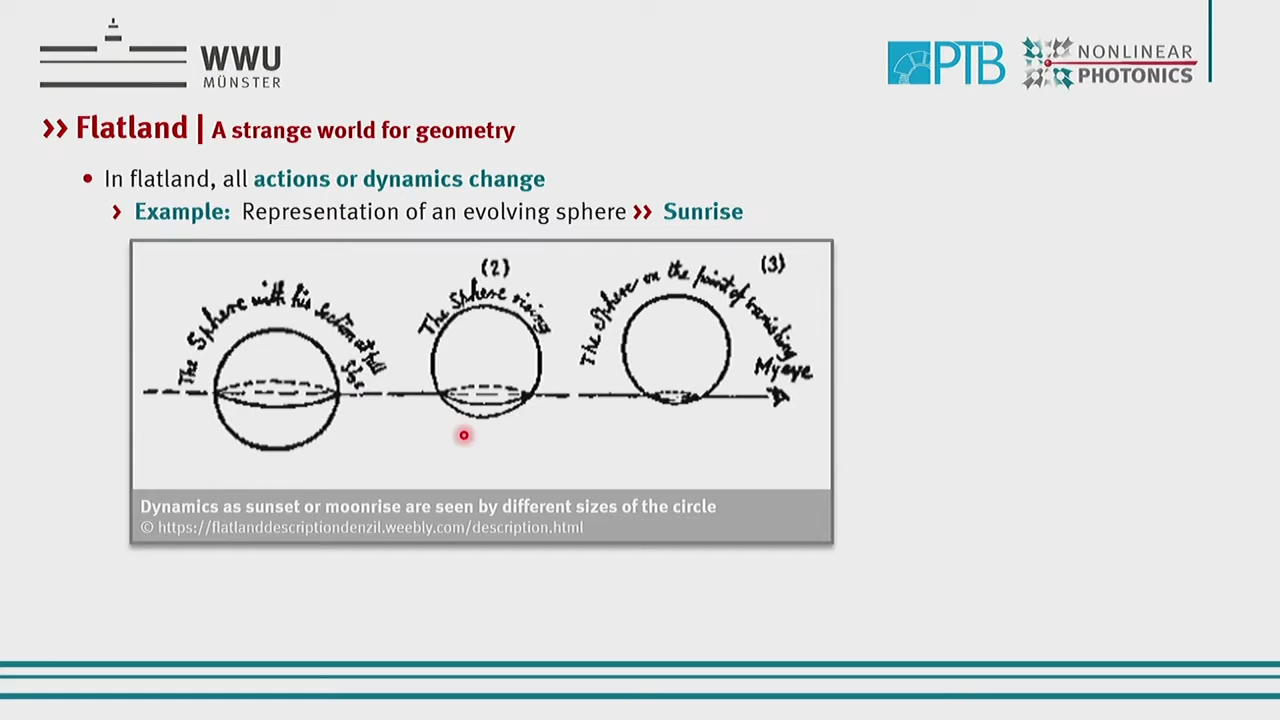 WWU
MÜNSTER
PTB
NONLINEAR
PHOTONICS
>> Flatland | A strange world for geometry
• In flatland, all actions or dynamics change
› Example: Representation of an evolving sphere >> Sunrise
The Sphere with his section at full size
(2)
The Sphere rising
(3)
The Sphere on the point of vanishing
My eye
Dynamics as sunset or moonrise are seen by different sizes of the circle
© https://flatlanddescriptiondenzil.weebly.com/description.html